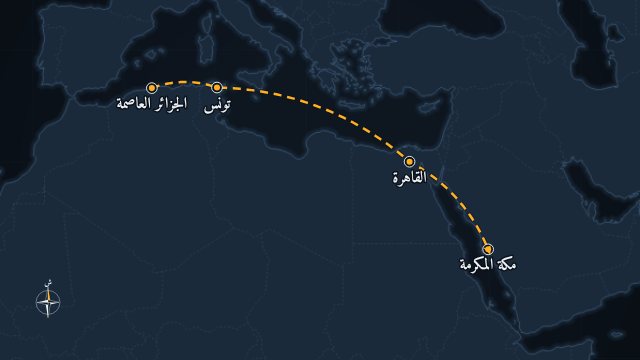 الجزائر العاصمة
تونس
القاهرة
مكة المكرمة
ش